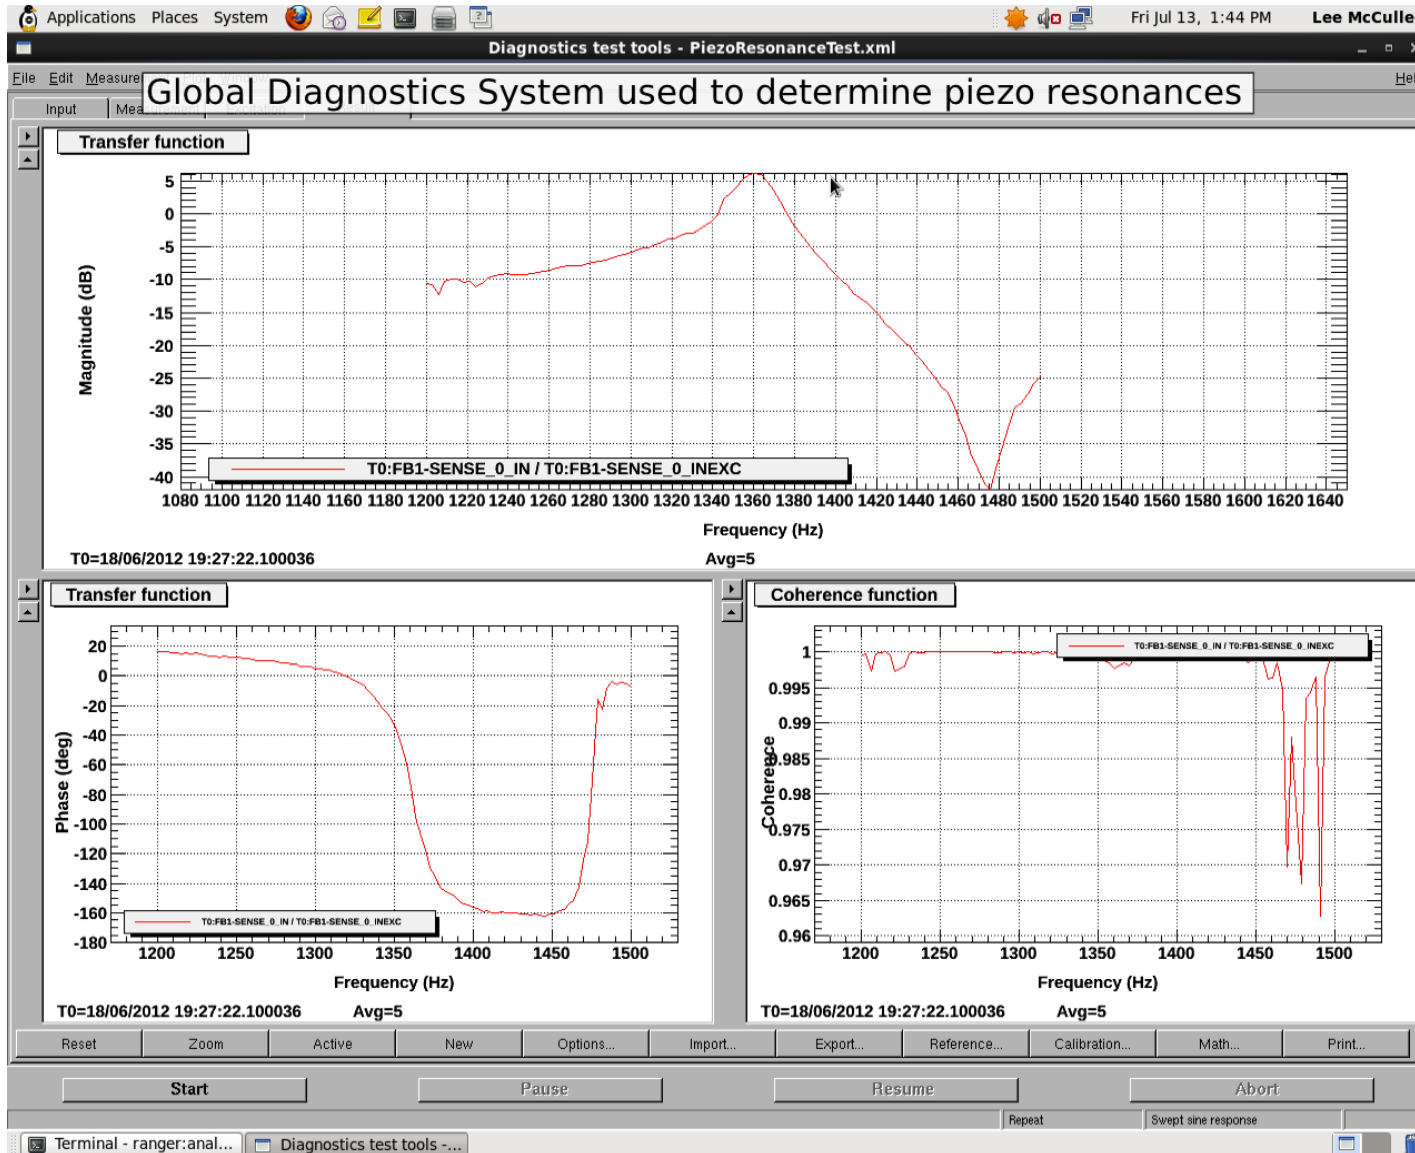 Applications Places System Fri Jul 13, 1:44 PM Lee McCulle
Diagnostics test tools - PiezoResonanceTest.xml
File Edit Measure Hel
Global Diagnostics System used to determine piezo resonances
Input Mea
Transfer function
Magnitude (dB)
5
0
-5
-10
-15
-20
-25
-30
-35
-40
T0:FB1-SENSE_0_IN / T0:FB1-SENSE_0_INEXC
1080 1100 1120 1140 1160 1180 1200 1220 1240 1260 1280 1300 1320 1340 1360 1380 1400 1420 1440 1460 1480 1500 1520 1540 1560 1580 1600 1620 1640
Frequency (Hz)
T0=18/06/2012 19:27:22.100036 Avg=5
Transfer function
Phase (deg)
20
0
-20
-40
-60
-80
-100
-120
-140
-160
-180
T0:FB1-SENSE_0_IN / T0:FB1-SENSE_0_INEXC
1200 1250 1300 1350 1400 1450 1500
Frequency (Hz)
T0=18/06/2012 19:27:22.100036 Avg=5
Coherence function
Coherence
1
0.995
0.99
0.985
0.98
0.975
0.97
0.965
0.96
T0:FB1-SENSE_0_IN / T0:FB1-SENSE_0_INEXC
1200 1250 1300 1350 1400 1450 1500
Frequency (Hz)
T0=18/06/2012 19:27:22.100036 Avg=5
Reset Zoom Active New Options... Import... Export... Reference... Calibration... Math... Print...
Start Pause Resume Abort
Repeat Swept sine response
Terminal - ranger:anal... Diagnostics test tools -...